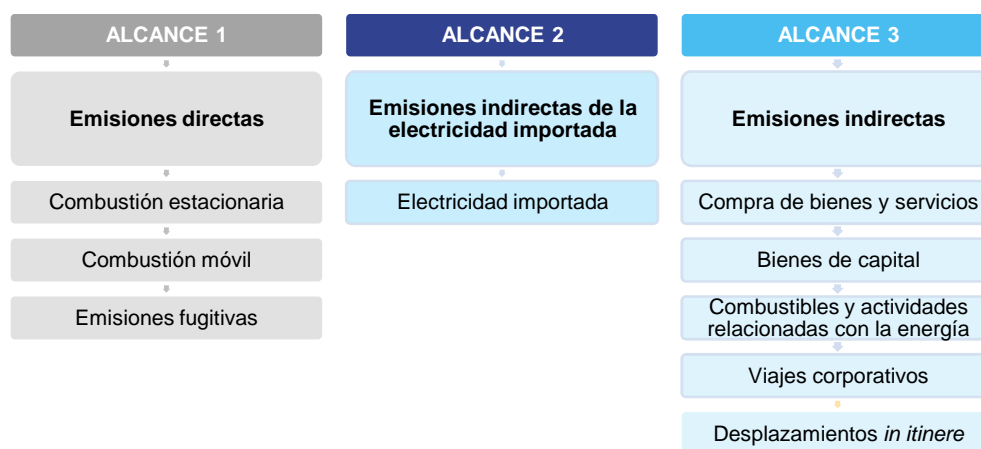 ALCANCE 1
Emisiones directas
Combustión estacionaria
Combustión móvil
Emisiones fugitivas
ALCANCE 2
Emisiones indirectas de la
electricidad importada
Electricidad importada
ALCANCE 3
Emisiones indirectas
Compra de bienes y servicios
Bienes de capital
Combustibles y actividades
relacionadas con la energía
Viajes corporativos
Desplazamientos in itinere